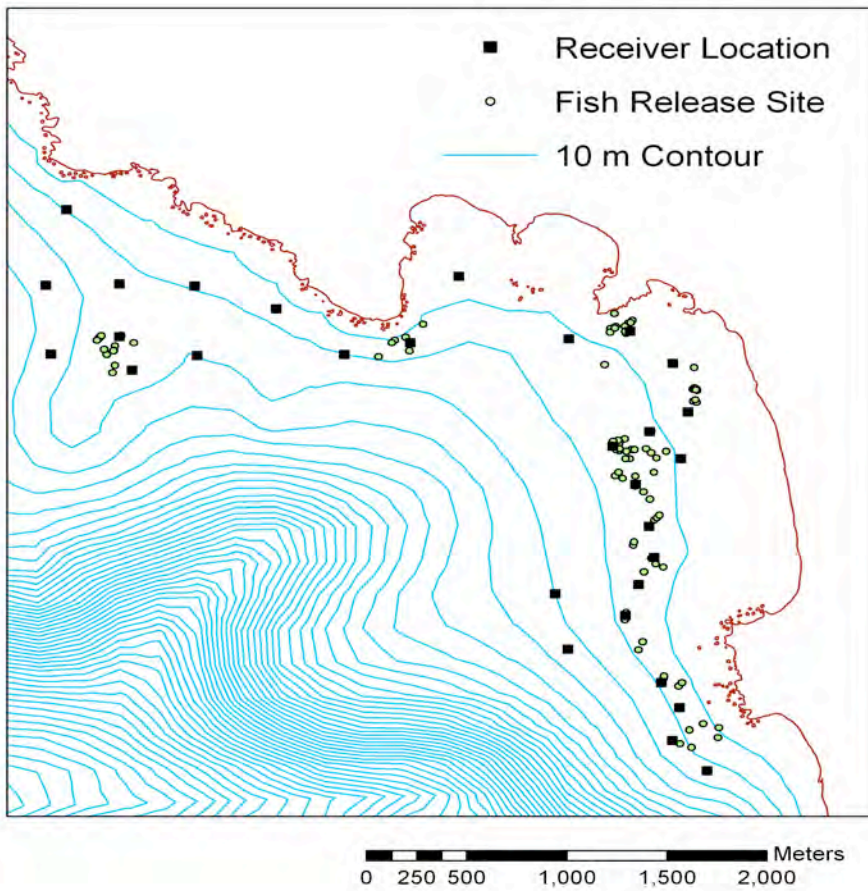 Receiver Location
Fish Release Site
10 m Contour
Meters
0 250 500 1,000 1,500 2,000